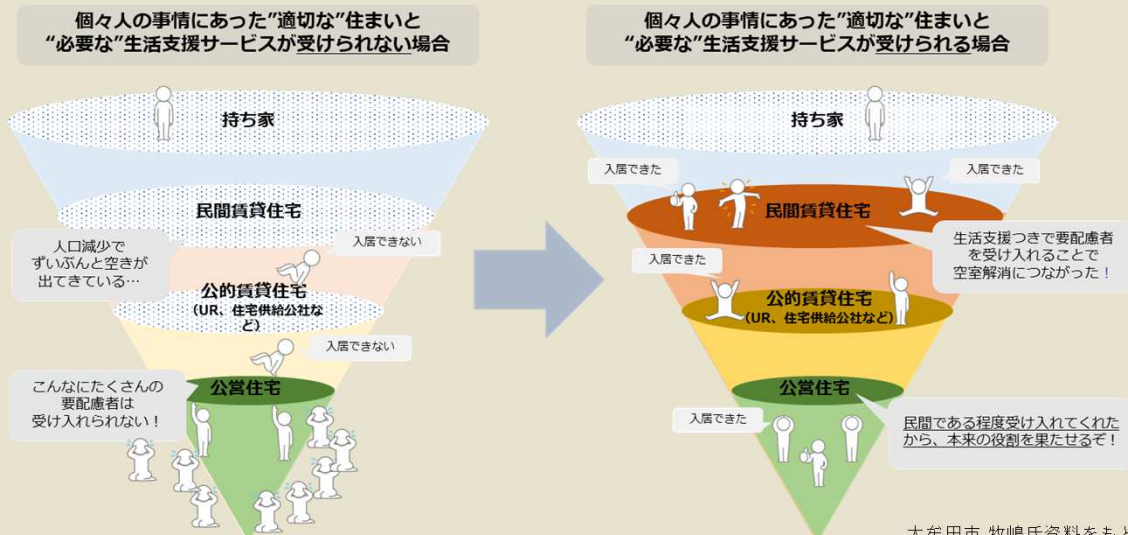 個々人の事情にあった”適切な”住まいと
“必要な”生活支援サービスが受けられない場合
持ち家
民間賃貸住宅
人口減少で
ずいぶんと空きが
出てきている…
入居できない
公的賃貸住宅
（UR、住宅供給公社な
ど）
入居できない
こんなにたくさんの
要配慮者は
受け入れられない！
公営住宅
個々人の事情にあった”適切な”住まいと
“必要な”生活支援サービスが受けられる場合
持ち家
入居できた
入居できた
民間賃貸住宅
生活支援つきで要配慮者
を受け入れることで
空室解消につながった！
入居できた
公的賃貸住宅
（UR、住宅供給公社など）
公営住宅
入居できた
民間である程度受け入れてくれた
から、本来の役割を果たせるぞ！
大牟田市 牧嶋氏資料をもと